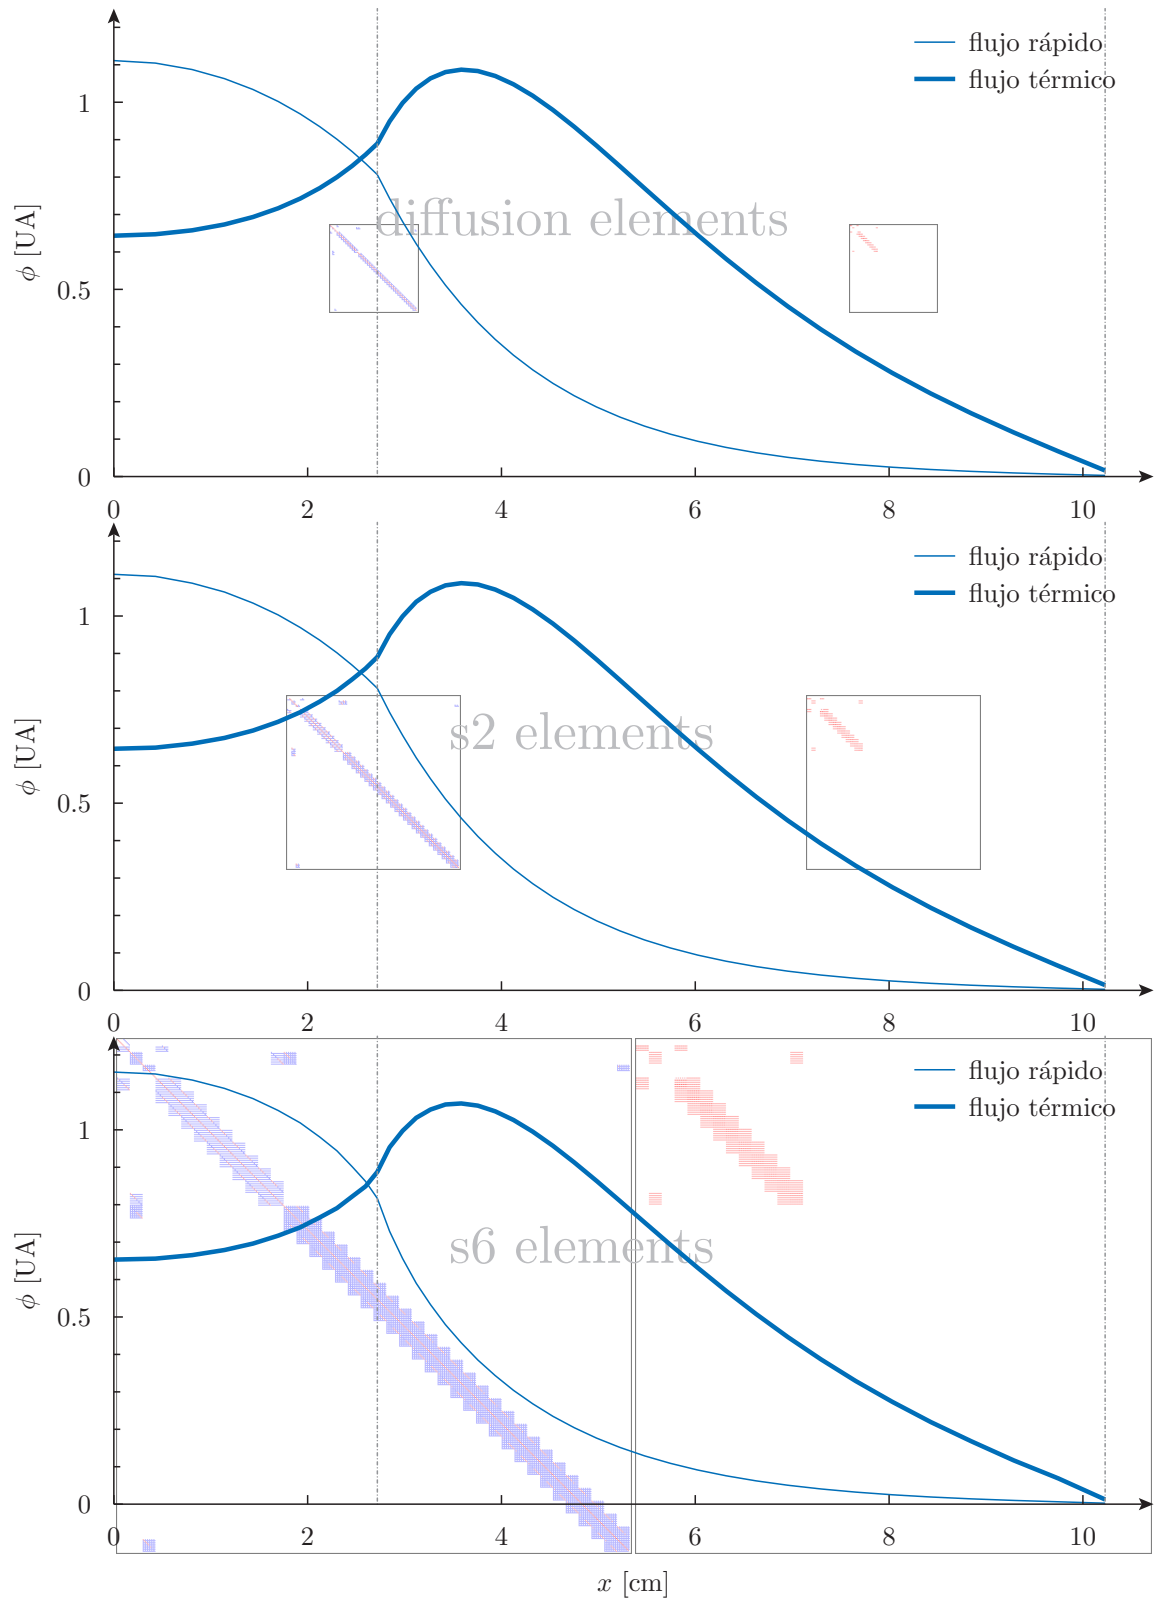 flujo rápido
flujo térmico
1
diffusion elements
ϕ [UA]
0.5
0
0 2 4 6 8 10
flujo rápido
flujo térmico
1
s2 elements
ϕ [UA]
0.5
0
0 2 4 6 8 10
flujo rápido
flujo térmico
1
s6 elements
ϕ [UA]
0.5
0
0 2 4 6 8 10
x [cm]